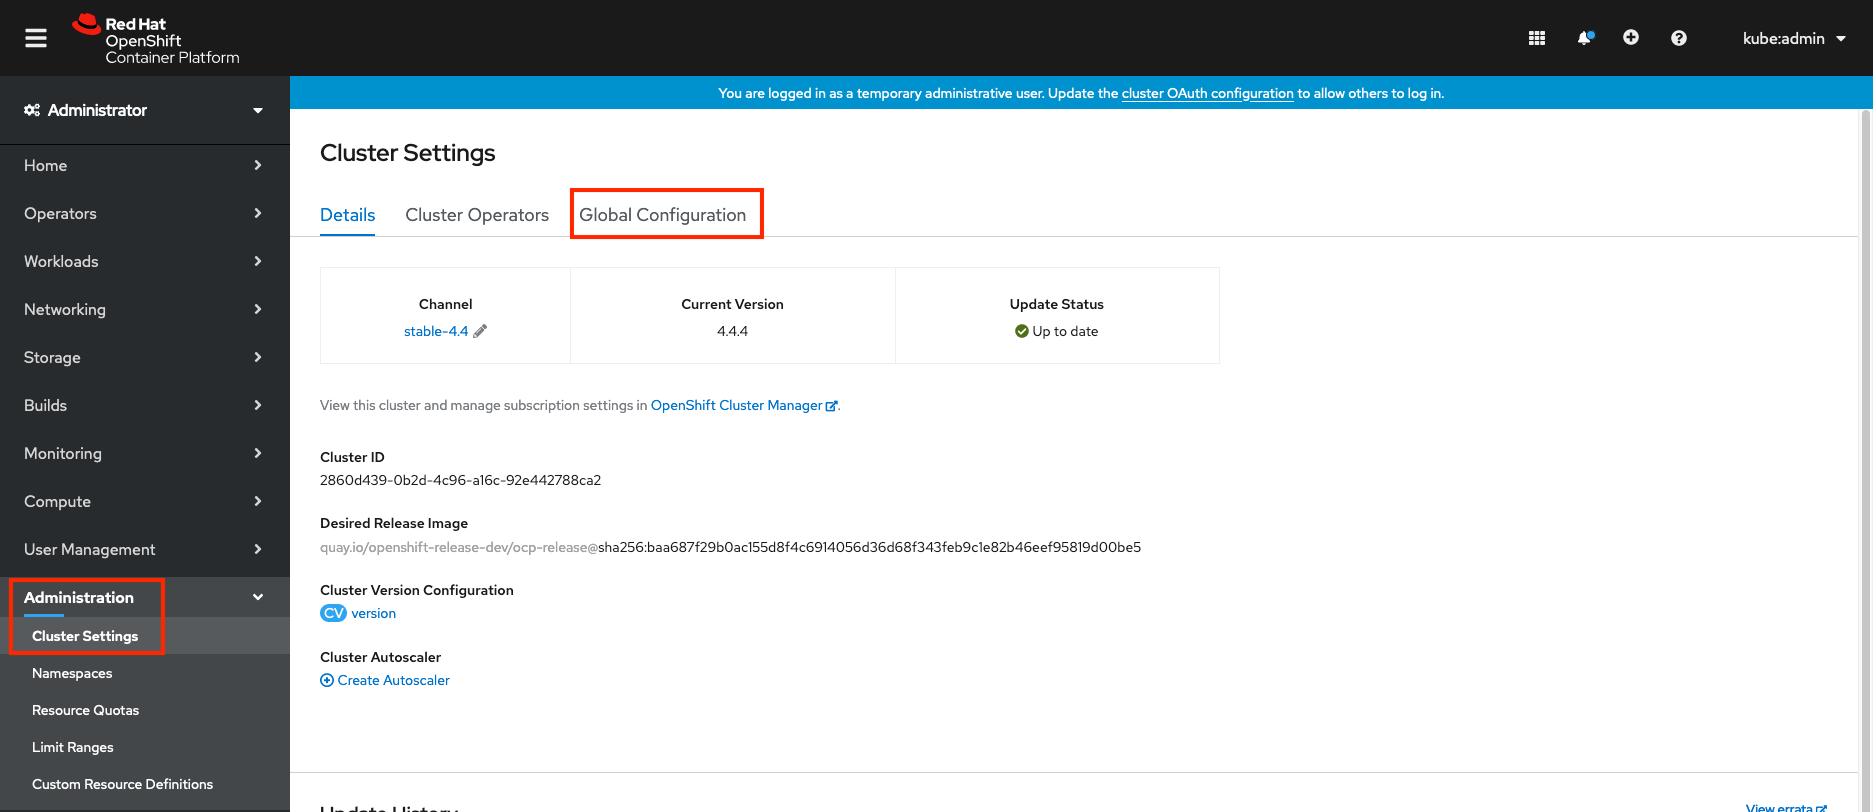 Red Hat
OpenShift
Container Platform
kube:admin
Administrator
You are logged in as a temporary administrative user. Update the cluster OAuth configuration to allow others to log in.
Home
Operators
Workloads
Networking
Storage
Builds
Monitoring
Compute
User Management
Administration
Cluster Settings
Namespaces
Resource Quotas
Limit Ranges
Custom Resource Definitions
Cluster Settings
Details Cluster Operators Global Configuration
Channel Current Version Update Status
stable-4.4 4.4.4 Up to date
View this cluster and manage subscription settings in OpenShift Cluster Manager.
Cluster ID
2860d439-0b2d-4c96-a16c-92e442788ca2
Desired Release Image
quay.io/openshift-release-dev/ocp-release@sha256:baa687f29b0ac155d8f4c6914056d36d68f343feb9c1e82b46eef95819d00be5
Cluster Version Configuration
CV version
Cluster Autoscaler
Create Autoscaler
Update History View errata